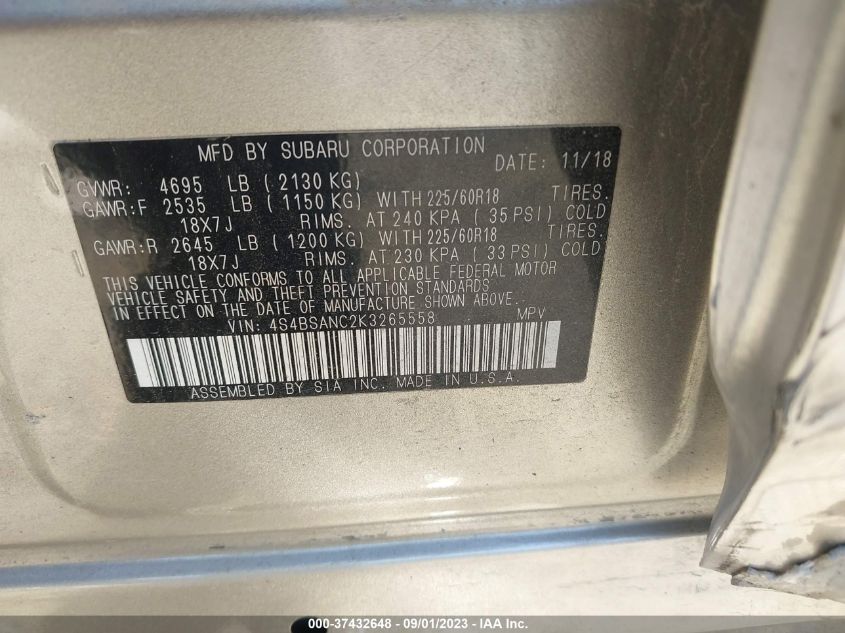 MFD BY SUBARU CORPORATION
DATE: 11/18
GVWR: 4695 LB ( 2130 KG)
GAWR:F 2535 LB ( 1150 KG) WITH 225/60R18 TIRES.
18X7J RIMS. AT 240 KPA ( 35 PSI) COLD
GAWR:R 2645 LB ( 1200 KG) WITH 225/60R18 TIRES.
18X7J RIMS. AT 230 KPA ( 33 PSI) COLD
THIS VEHICLE CONFORMS TO ALL APPLICABLE FEDERAL MOTOR
VEHICLE SAFETY AND THEFT PREVENTION STANDARDS
IN EFFECT ON THE DATE OF MANUFACTURE SHOWN ABOVE.
VIN: 4S4BSANC2K3265558 MPV
ASSEMBLED BY SIA INC. MADE IN U.S.A.
000-37432648 - 09/01/2023 - IAA Inc.